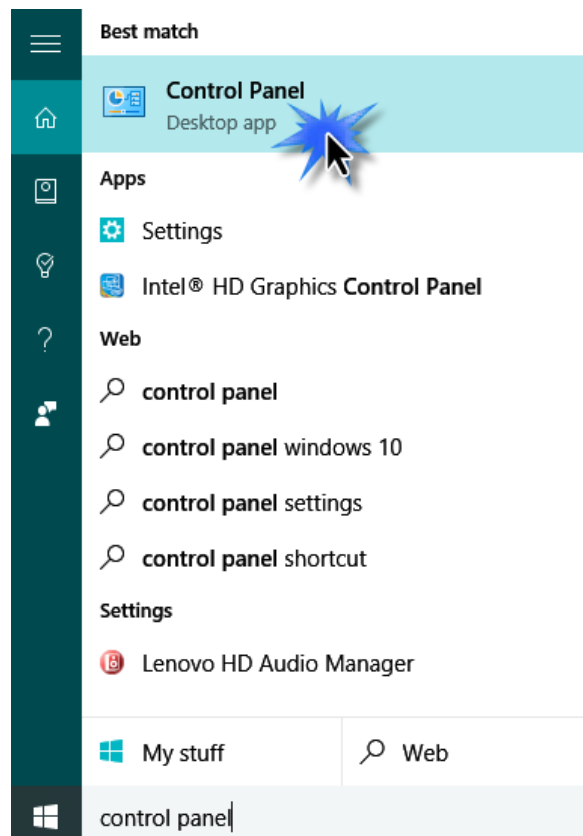 Best match
Control Panel
Desktop app
Apps
Settings
Intel® HD Graphics Control Panel
Web
control panel
control panel windows 10
control panel settings
control panel shortcut
Settings
Lenovo HD Audio Manager
My stuff
Web
control panel